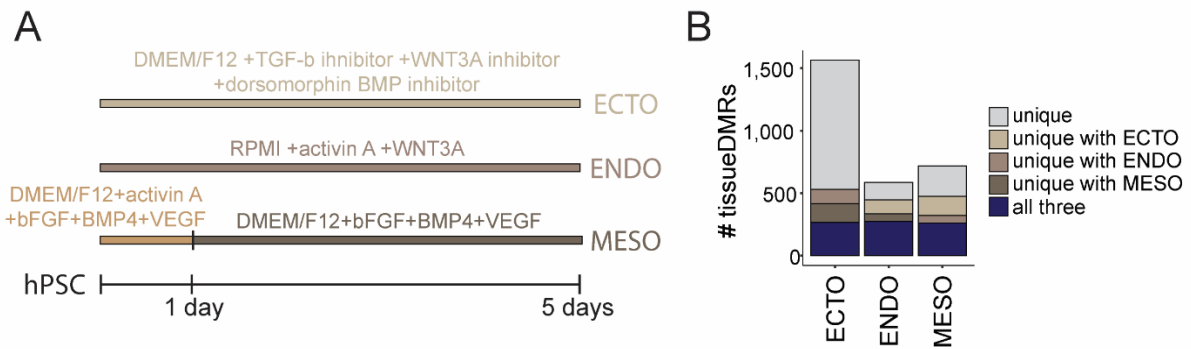 A
DMEM/F12 +TGF-b ihnibitor +WNT3A inhibitor
+dorsomorphin BMP inhibitor
ECTO
RPMI +activin A +WNT3A
ENDO
DMEM/F12+activin A
+bFGF+BMP4+VEGF
DMEM/F12+bFGF+BMP4+VEGF
MESO
hPSC
1 day
5 days
B
# tissueDMRs
1,500
1,000
500
0
ECTO
ENDO
MESO
unique
unique with ECTO
unique with ENDO
unique with MESO
all three